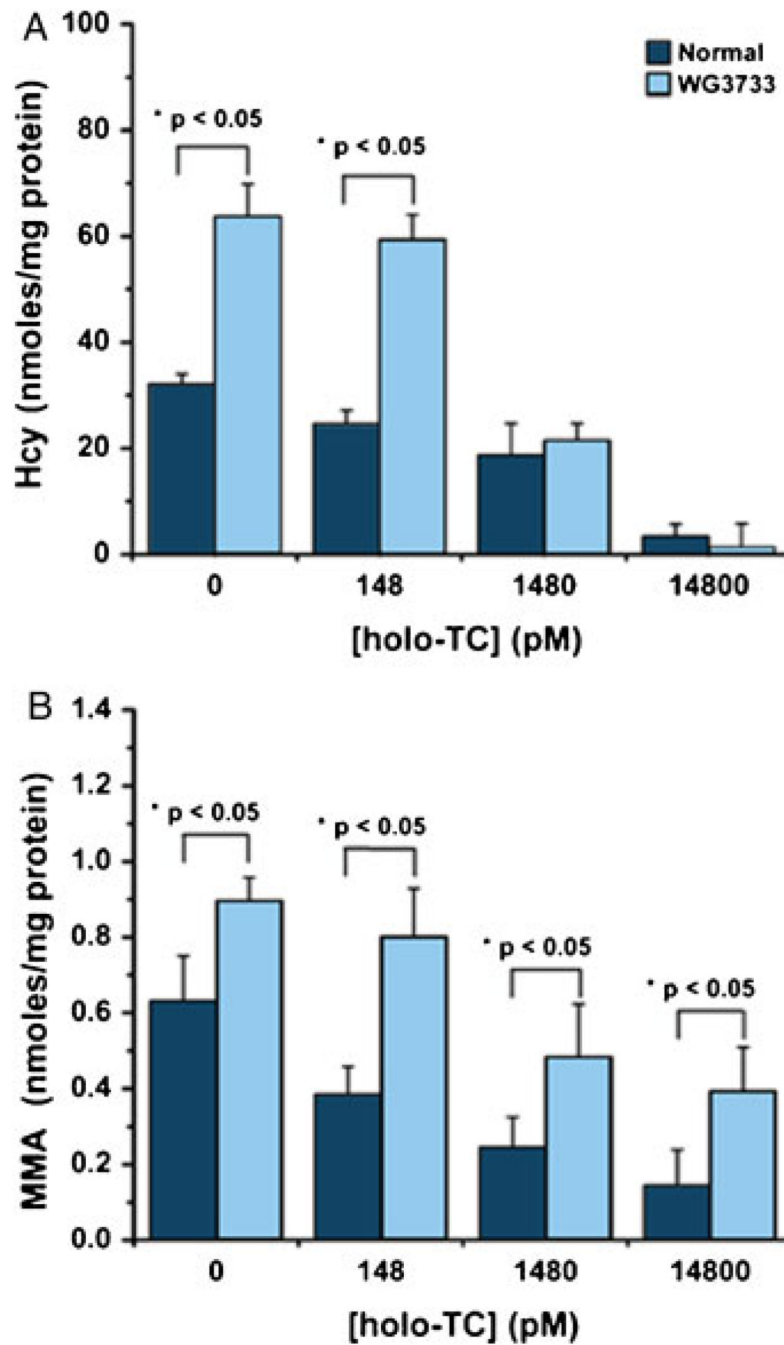 A
100
80
60
40
20
0
Hcy (nmoles/mg protein)
Normal
WG3733
* p < 0.05
* p < 0.05
0 148 1480 14800
[holo-TC] (pM)
B
1.4
1.2
1.0
0.8
0.6
0.4
0.2
0.0
MMA (nmoles/mg protein)
* p < 0.05
* p < 0.05
* p < 0.05
* p < 0.05
0 148 1480 14800
[holo-TC] (pM)